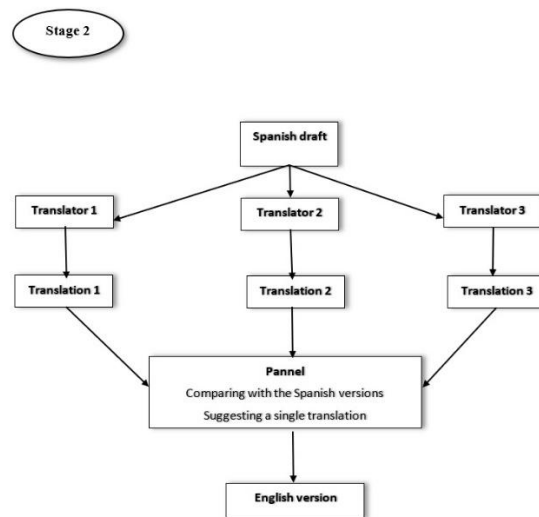 Stage 2
Spanish draft
Translator 1
Translator 2
Translator 3
Translation 1
Translation 2
Translation 3
Pannel
Comparing with the Spanish versions
Suggesting a single translation
English version